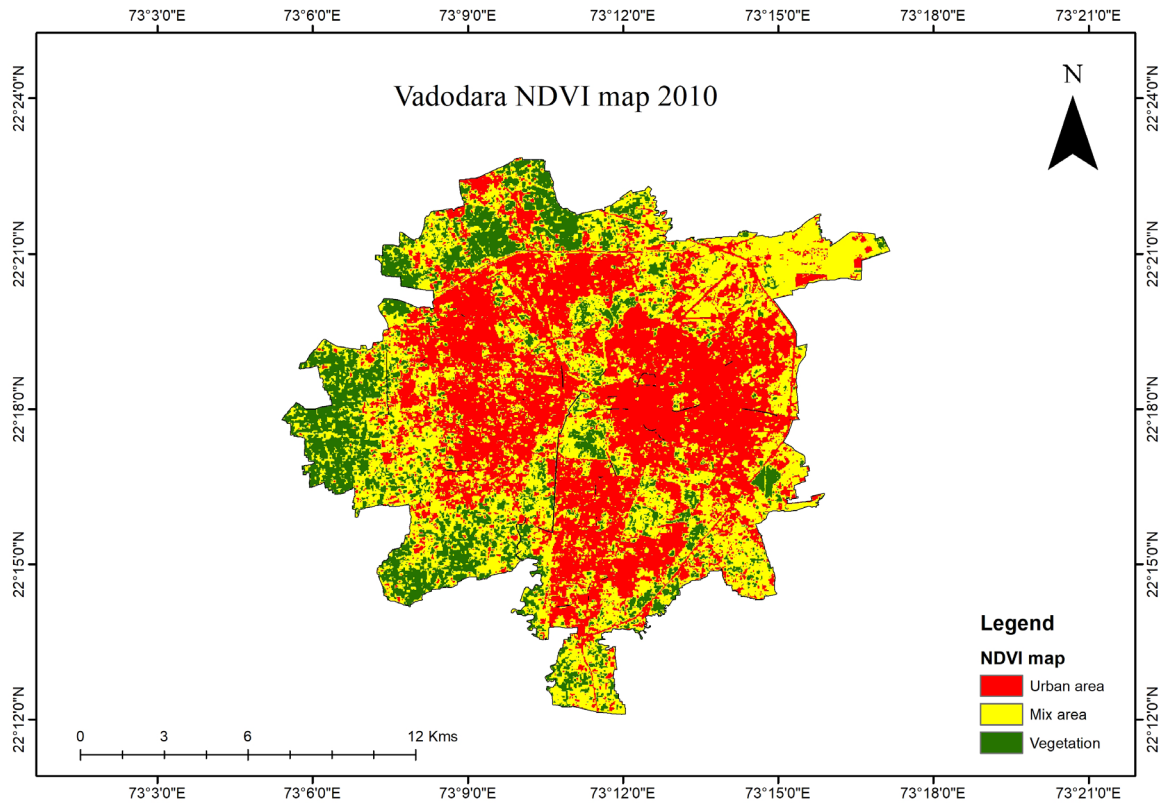 73°3'0"E 73°6'0"E 73°9'0"E 73°12'0"E 73°15'0"E 73°18'0"E 73°21'0"E
Vadodara NDVI map 2010
N
22°24'0"N 22°24'0"N
22°21'0"N 22°21'0"N
22°18'0"N 22°18'0"N
22°15'0"N 22°15'0"N
22°12'0"N 22°12'0"N
Legend
NDVI map
Urban area
Mix area
Vegetation
0 3 6 12 Kms
73°3'0"E 73°6'0"E 73°9'0"E 73°12'0"E 73°15'0"E 73°18'0"E 73°21'0"E